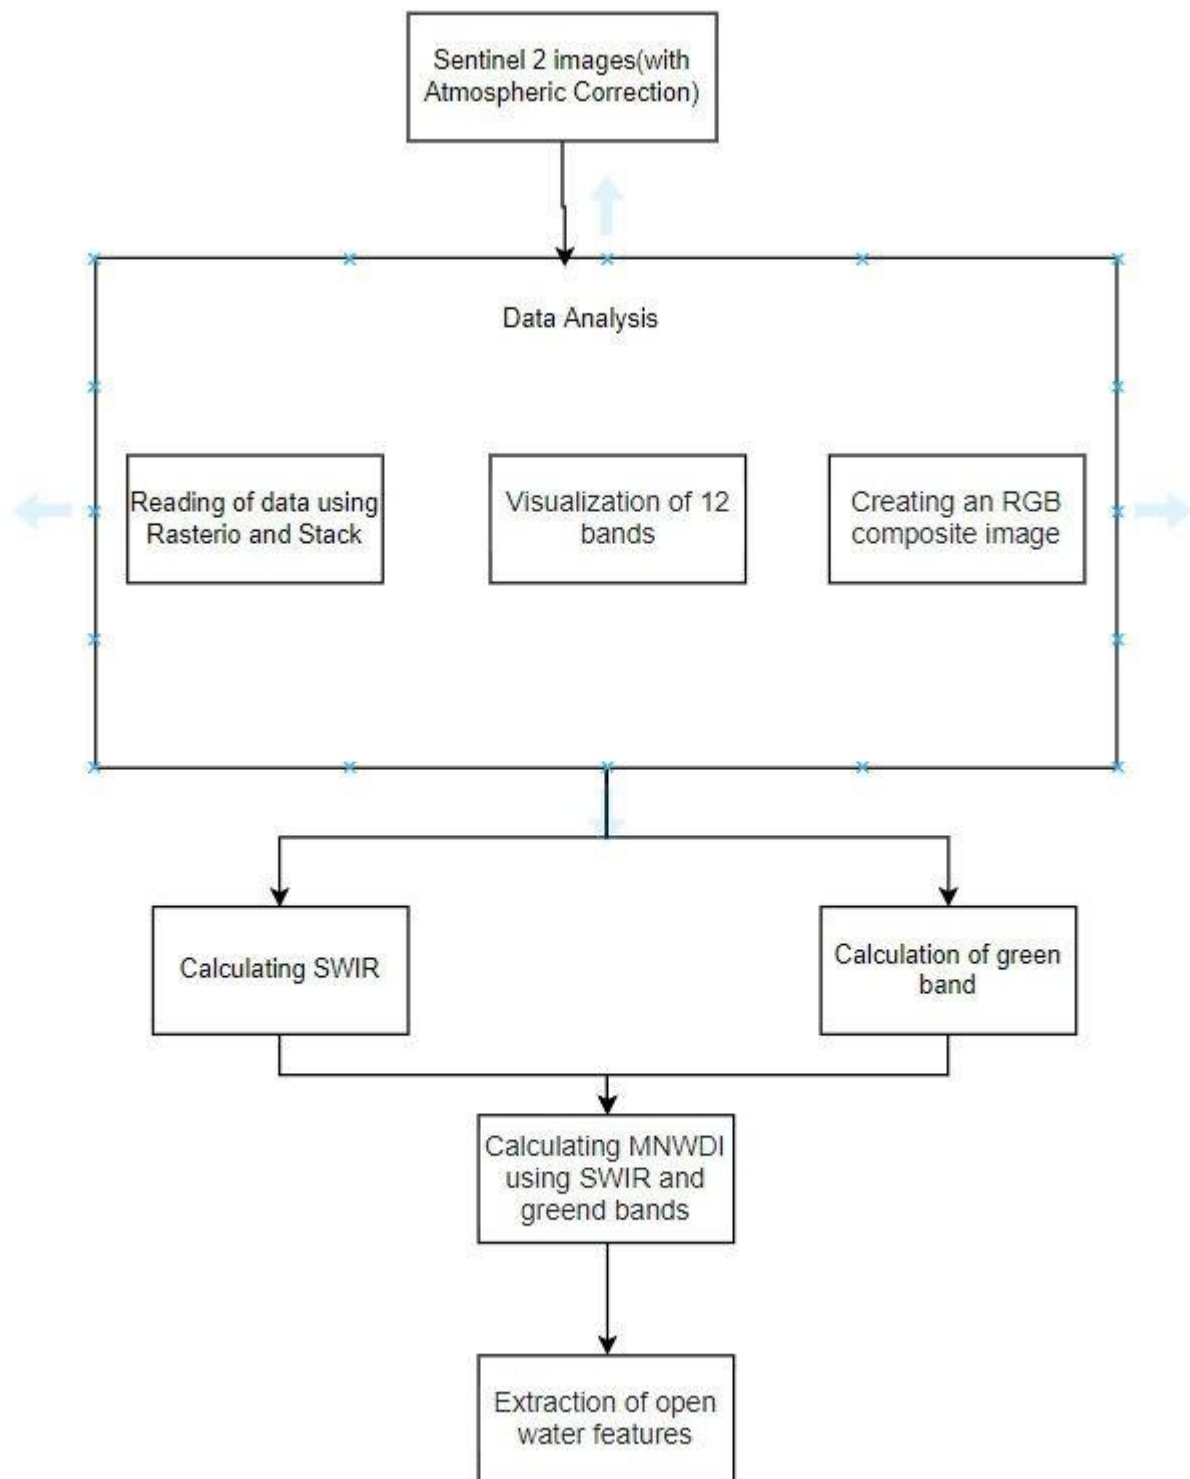 Sentinel 2 images(with
Atmospheric Correction)
Data Analysis
Reading of data using
Rasterio and Stack
Visualization of 12
bands
Creating an RGB
composite image
Calculating SWIR
Calculation of green
band
Calculating MNWDI
using SWIR and
greend bands
Extraction of open
water features